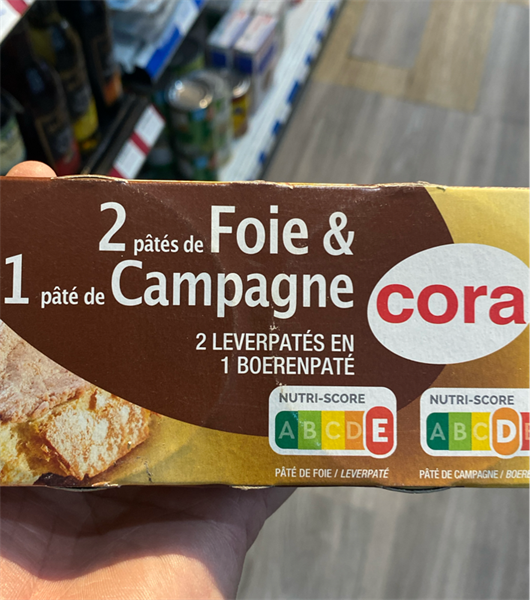 2 pâtés de Foie &
1 pâté de Campagne
cora
2 LEVERPATÉS EN
1 BOERENPATÉ
NUTRI-SCORE
A B C D E
PÂTÉ DE FOIE / LEVERPATÉ
NUTRI-SCORE
A B C D E
PÂTÉ DE CAMPAGNE /